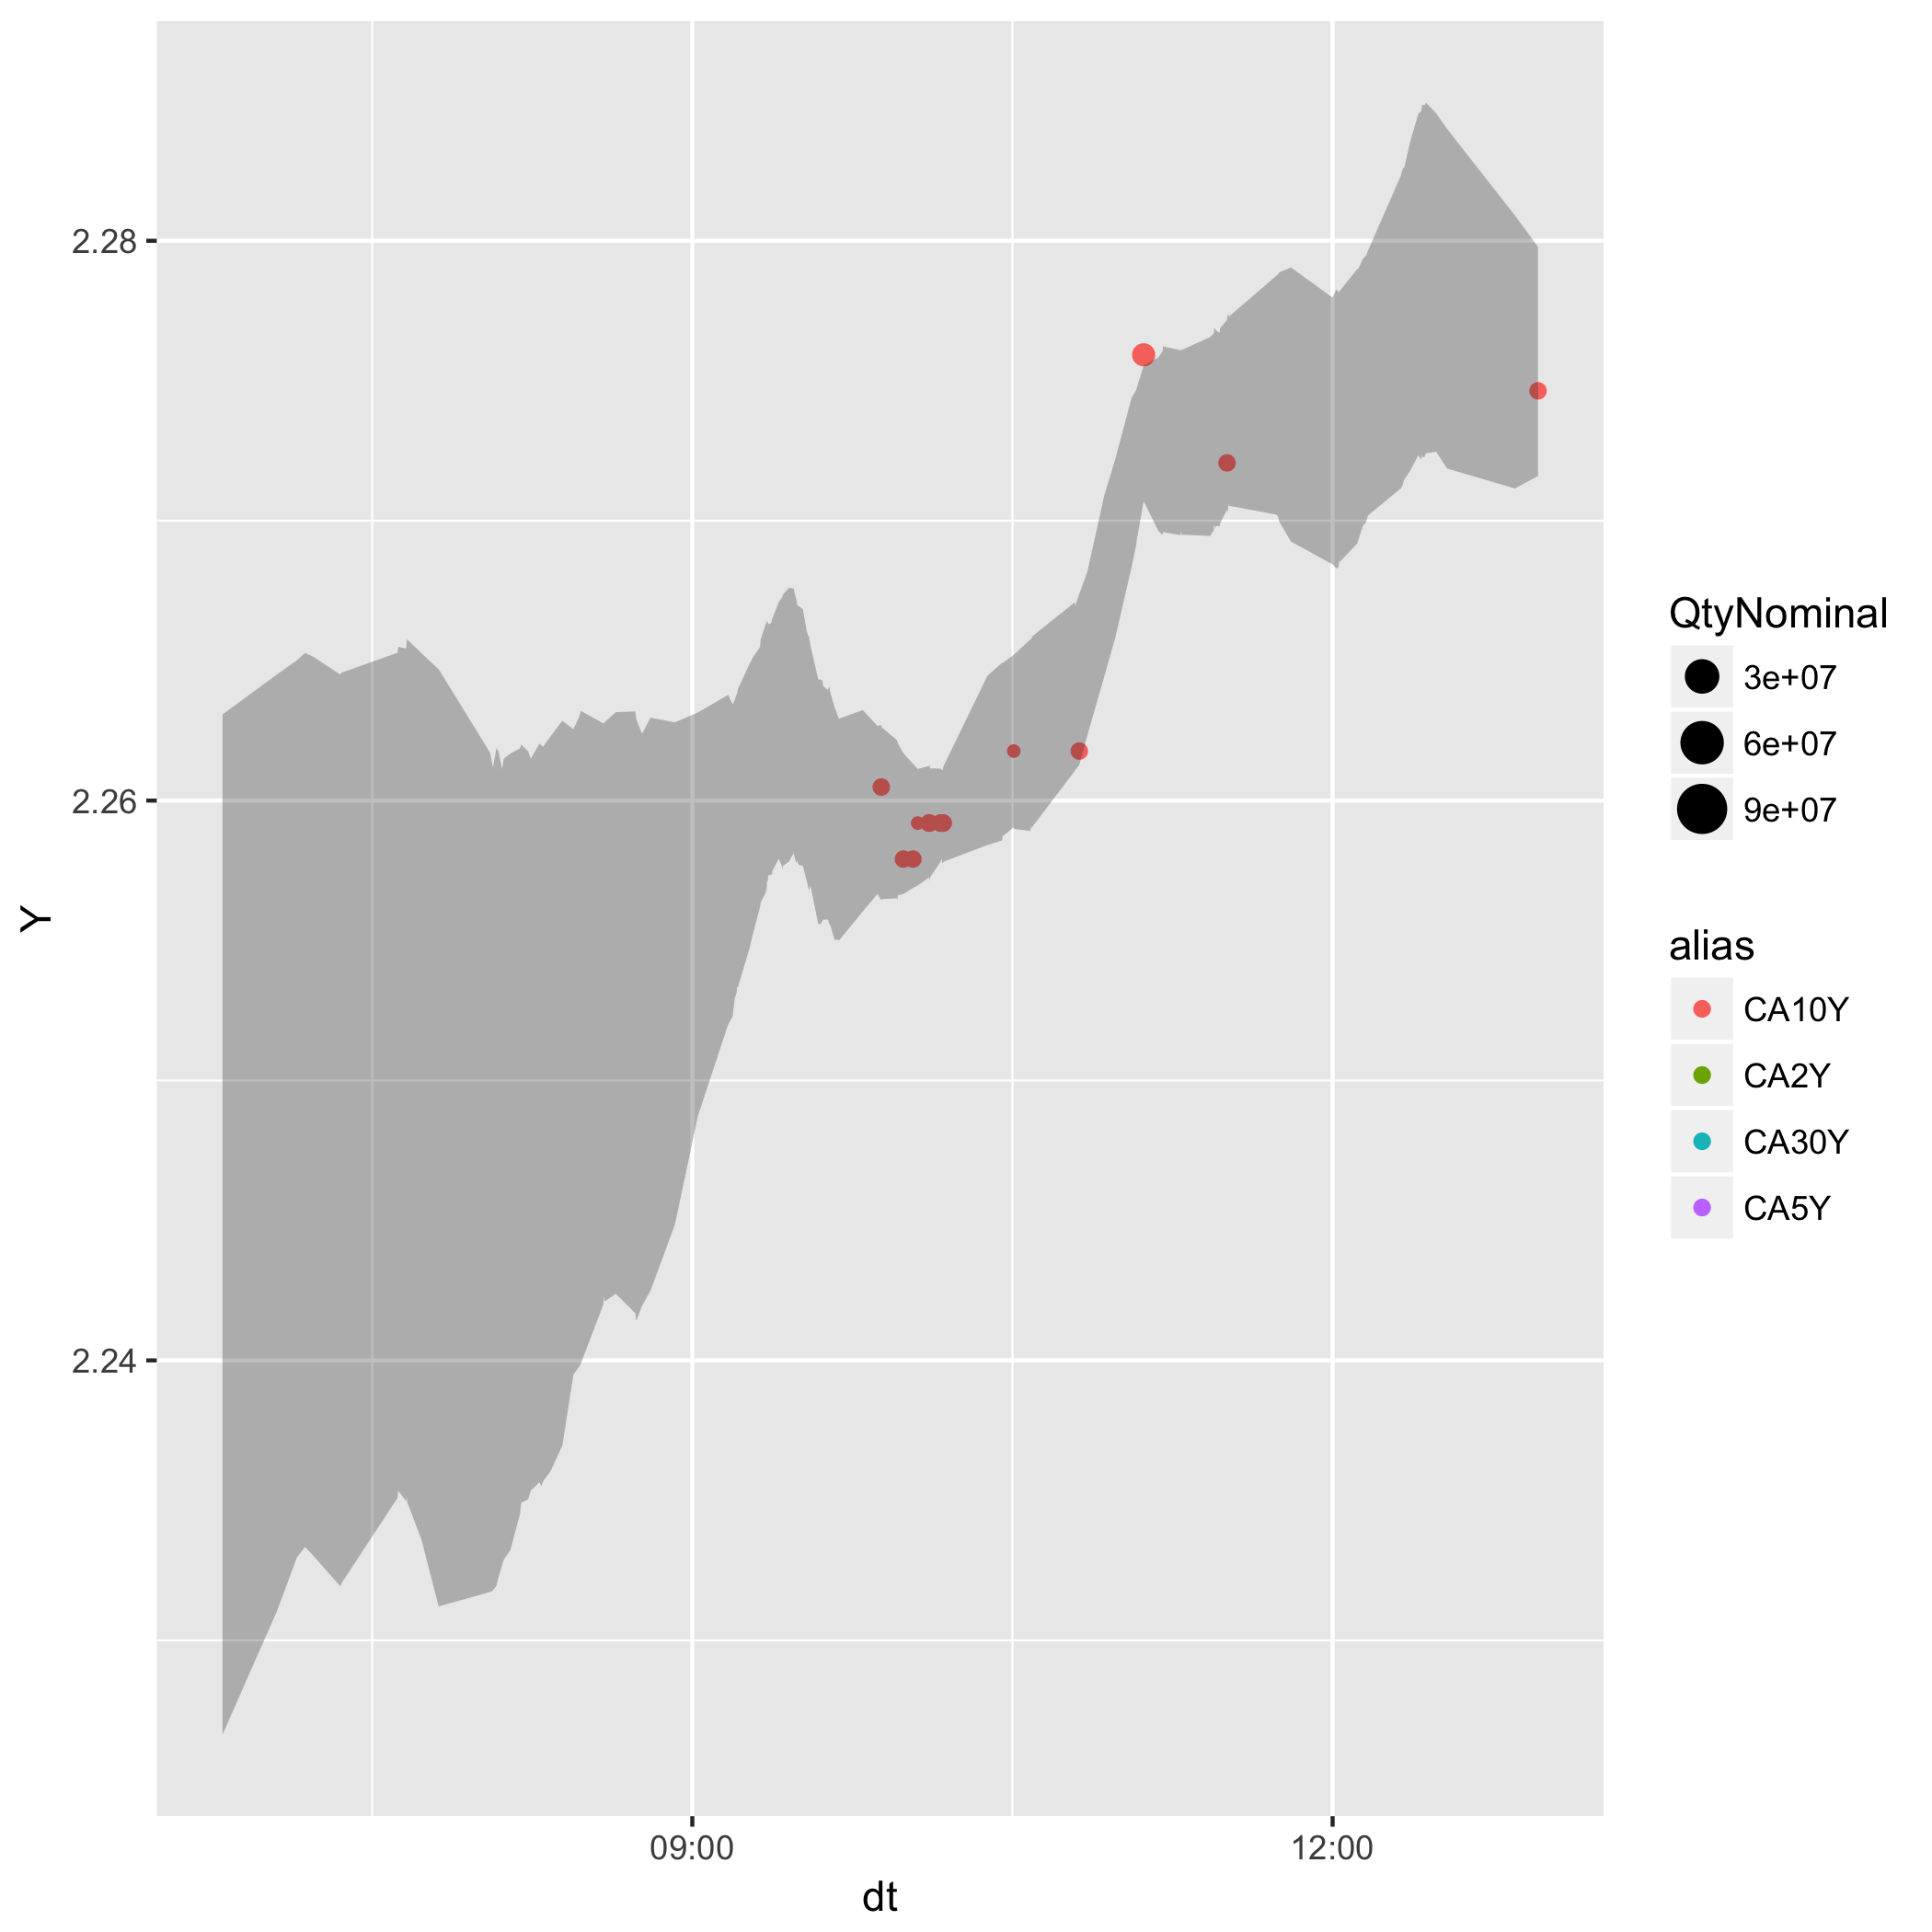 Y
2.28
2.26
2.24
09:00
12:00
dt
QtyNominal
3e+07
6e+07
9e+07
alias
CA10Y
CA2Y
CA30Y
CA5Y